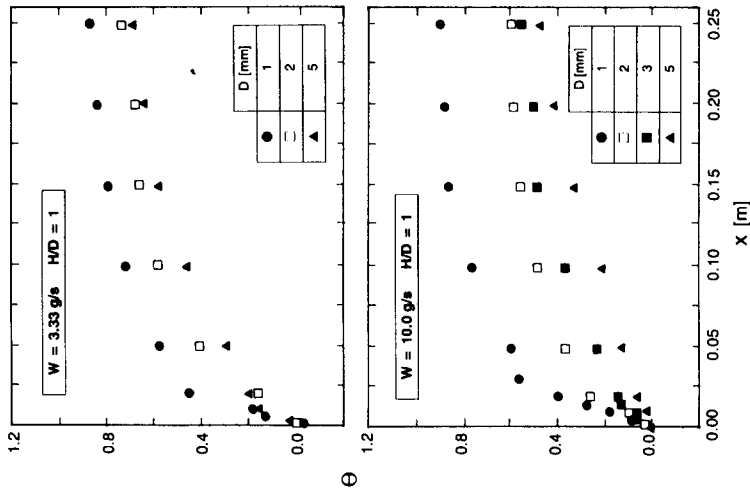 W = 3.33 g/s H/D = 1
D [mm]
1
2
5
1.2
0.8
0.4
0.0
Θ
W = 10.0 g/s H/D = 1
D [mm]
1
2
3
5
1.2
0.8
0.4
0.0
0.00 0.05 0.10 0.15 0.20 0.25
X [m]